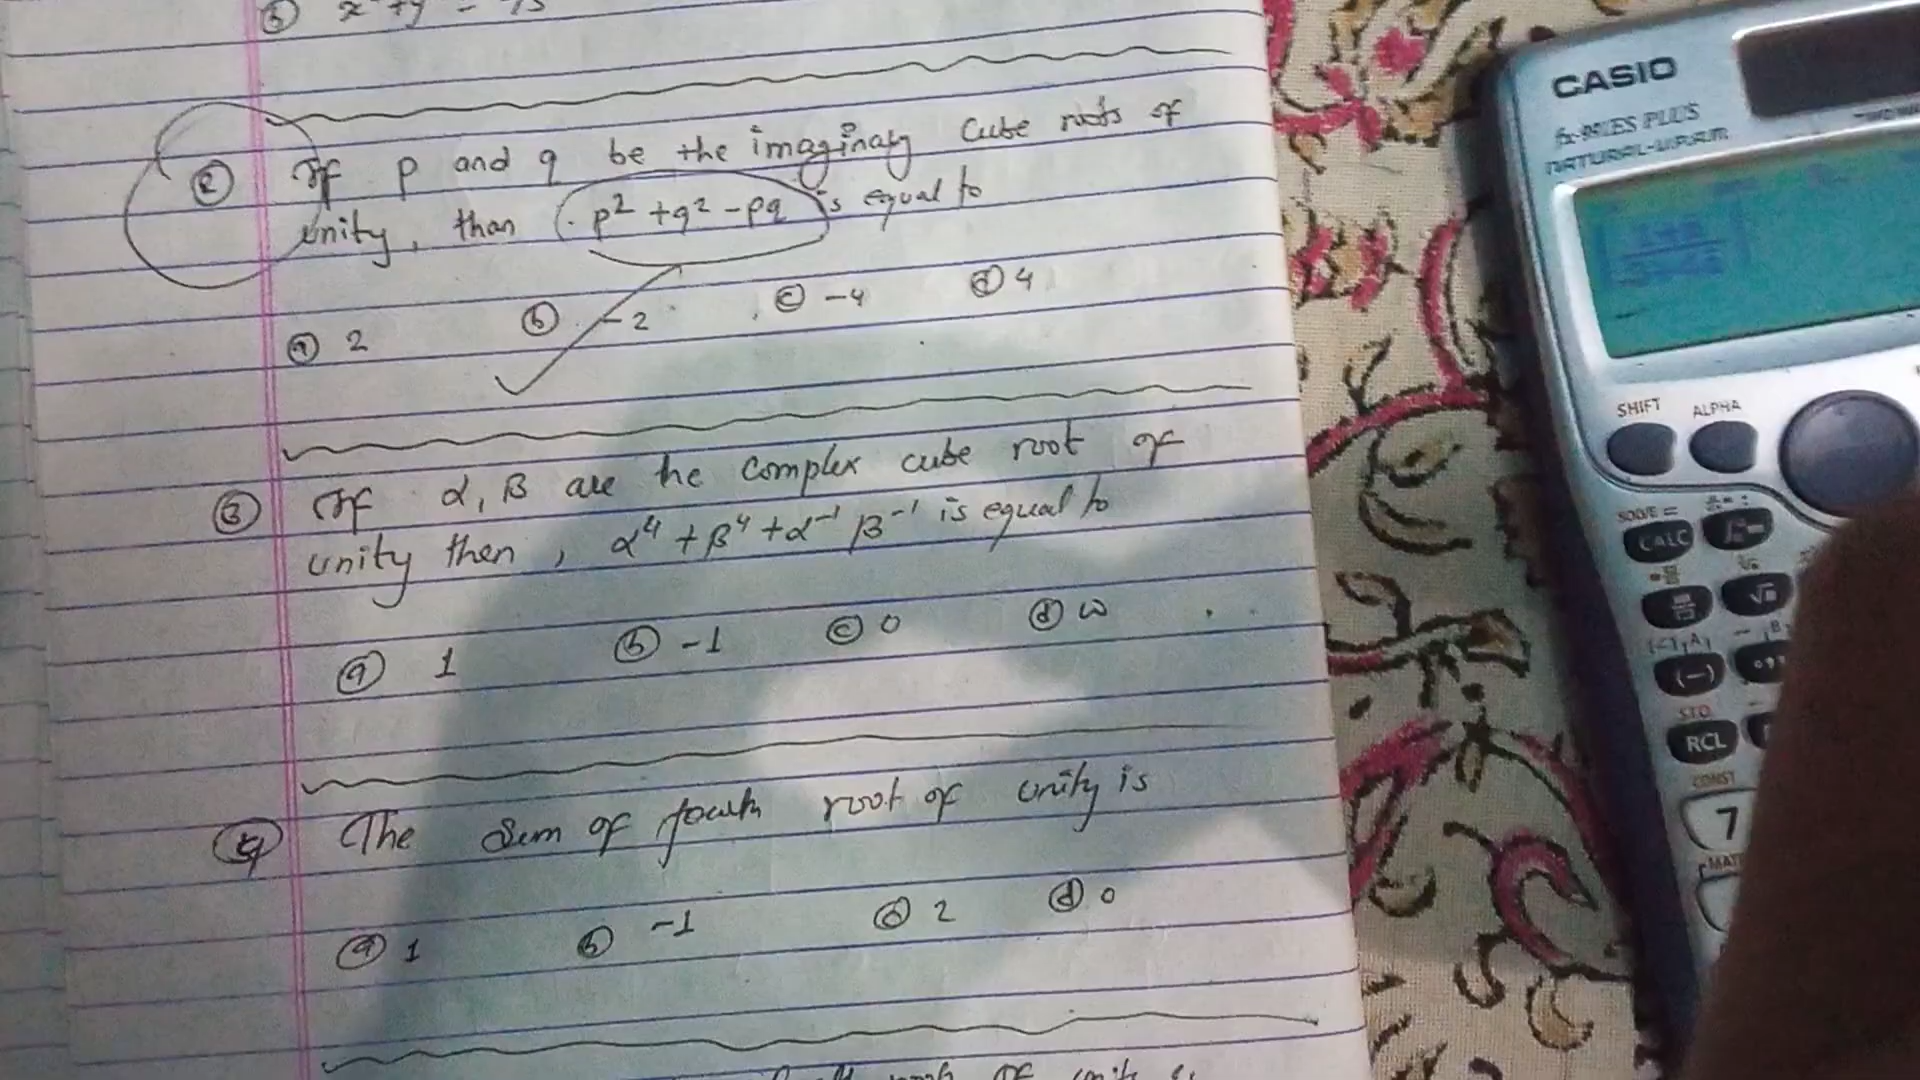 ② If p and q be the imaginary Cube roots of
unity, than p² + q² - pq is equal to
ⓐ 2 ⓑ -2 ⓒ -4 ⓓ 4
③ If α, β are the Complex cube root of
unity then, α⁴ + β⁴ + α⁻¹ β⁻¹ is equal to
ⓐ 1 ⓑ -1 ⓒ 0 ⓓ ω
④ The Sum of fourth root of unity is
ⓐ 1 ⓑ -1 ⓒ 2 ⓓ 0
CASIO
SHIFT ALPHA
SOLVE =
CALC
STO
RCL
CONST
7